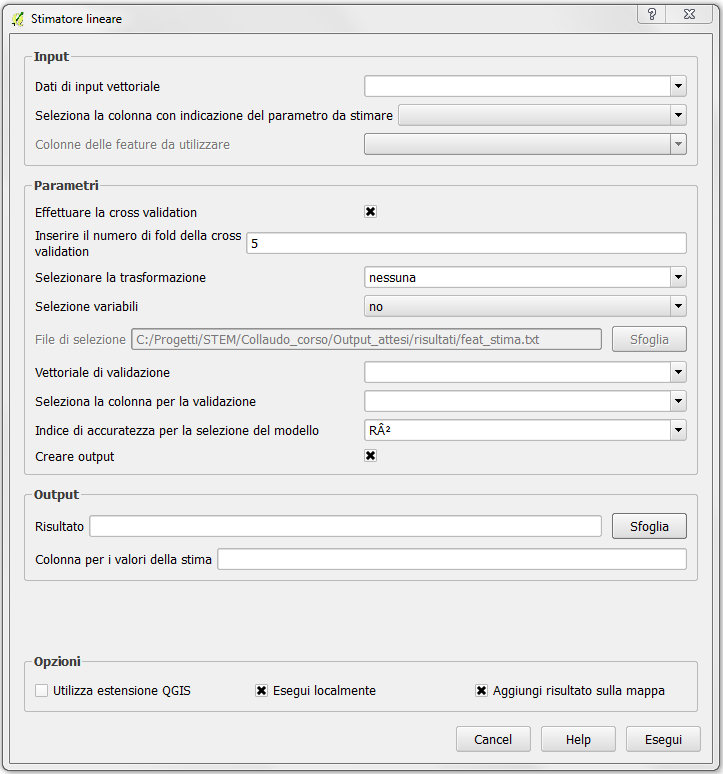 Stimatore lineare
Input
Dati di input vettoriale
Seleziona la colonna con indicazione del parametro da stimare
Colonne delle feature da utilizzare
Parametri
Effettuare la cross validation
Inserire il numero di fold della cross
validation
5
Selezionare la trasformazione
nessuna
Selezione variabili
no
File di selezione
C:/Progetti/STEM/Collaudo_corso/Output_attesi/risultati/feat_stima.txt
Sfoglia
Vettoriale di validazione
Seleziona la colonna per la validazione
Indice di accuratezza per la selezione del modello
RÂ²
Creare output
Output
Risultato
Sfoglia
Colonna per i valori della stima
Opzioni
Utilizza estensione QGIS
Esegui localmente
Aggiungi risultato sulla mappa
Cancel
Help
Esegui